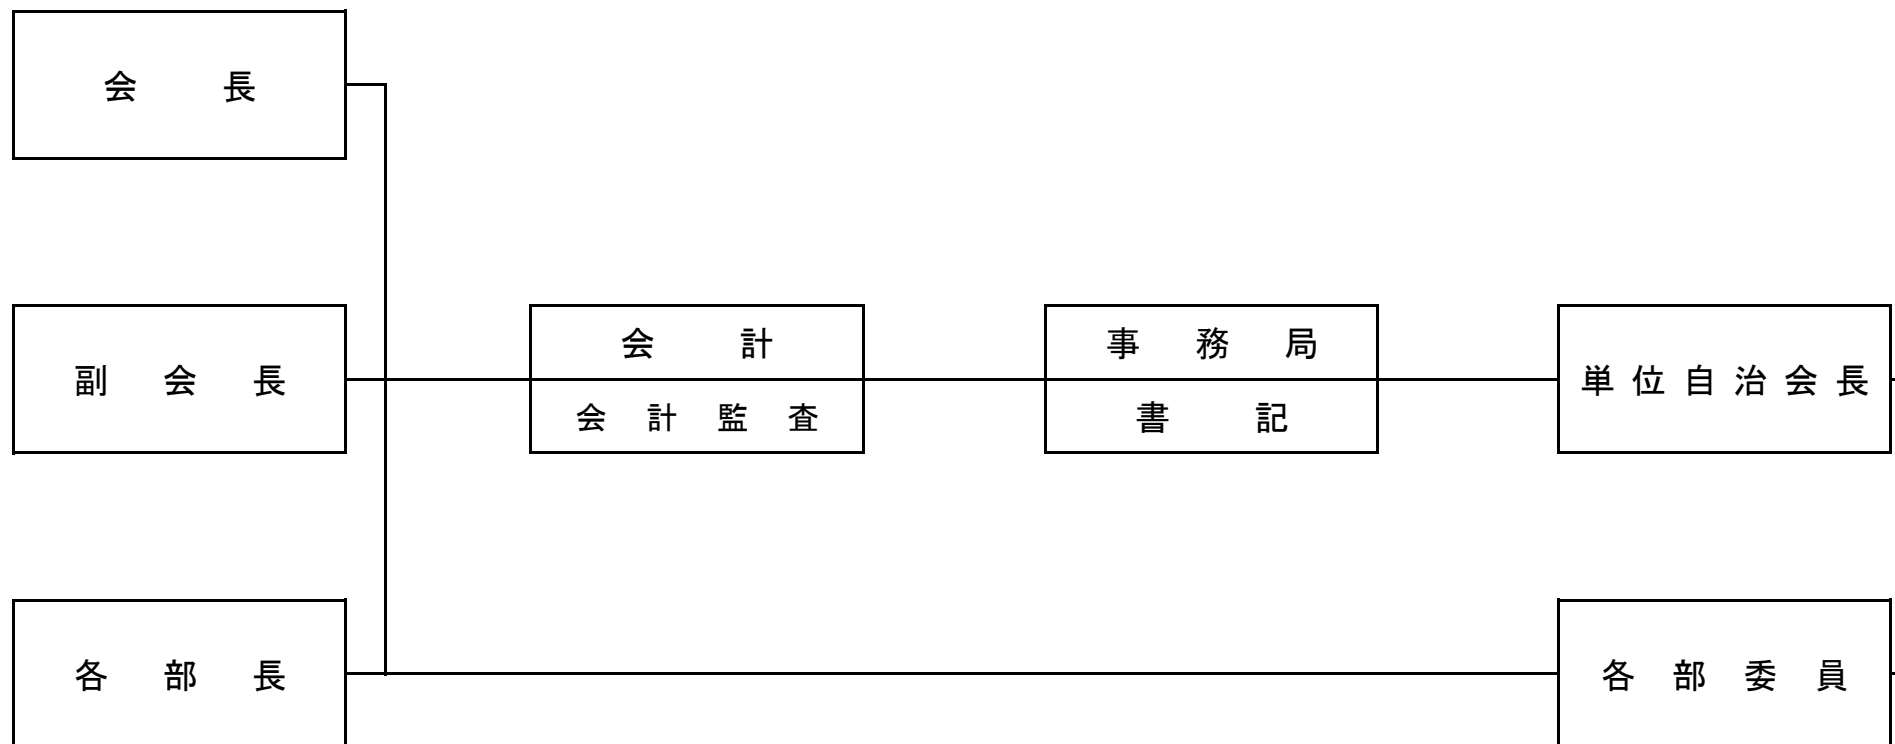 会長
副会長
会計
会計監査
事務局
書記
単位自治会長
各部長
各部委員